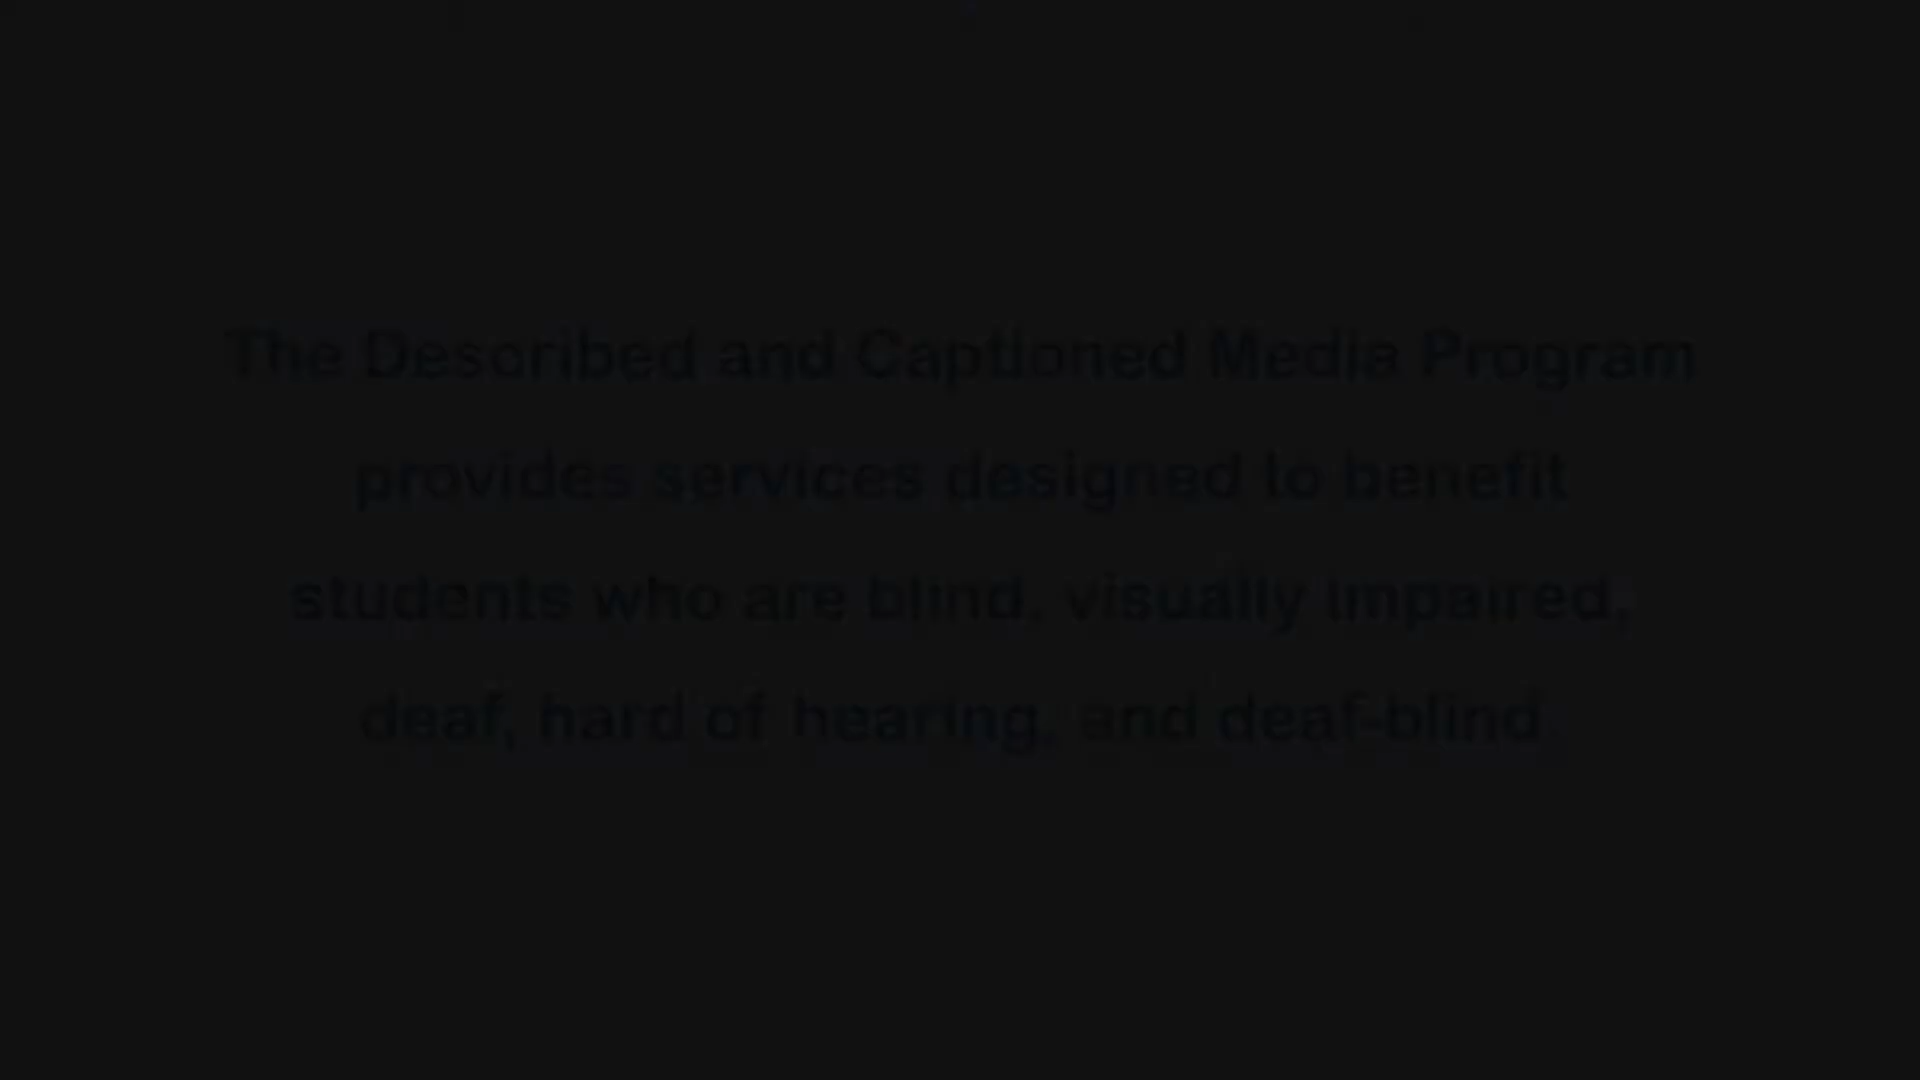 The Described and Captioned Media Program
provides services designed to benefit
students who are blind, visually impaired,
deaf, hard of hearing, and deaf-blind.